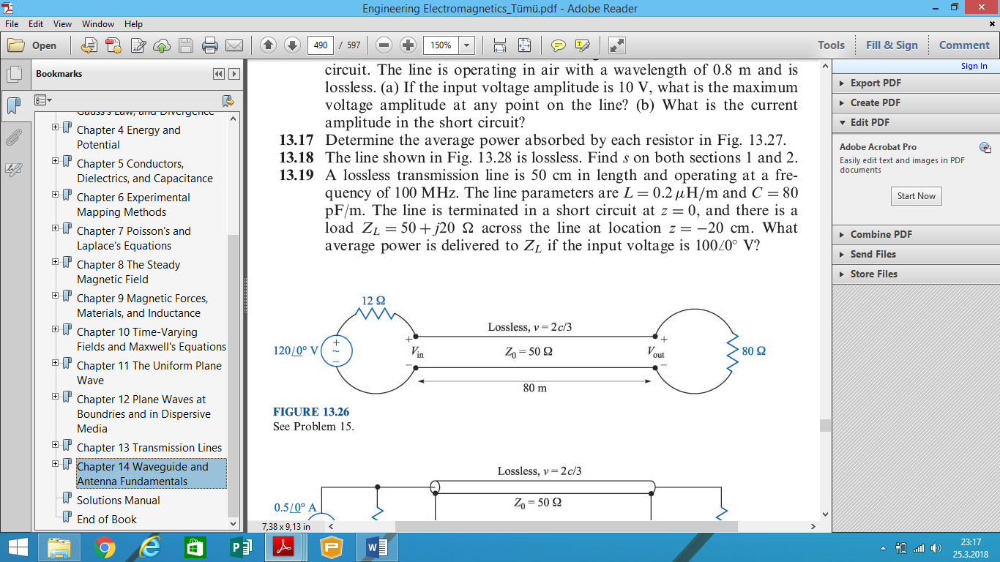 Engineering Electromagnetics_Tümü.pdf - Adobe Reader
File Edit View Window Help
Open 490 / 597 150% Tools Fill & Sign Comment
Bookmarks
Gauss's Law, and Divergence
Chapter 4 Energy and
Potential
Chapter 5 Conductors,
Dielectrics, and Capacitance
Chapter 6 Experimental
Mapping Methods
Chapter 7 Poisson's and
Laplace's Equations
Chapter 8 The Steady
Magnetic Field
Chapter 9 Magnetic Forces,
Materials, and Inductance
Chapter 10 Time-Varying
Fields and Maxwell's Equations
Chapter 11 The Uniform Plane
Wave
Chapter 12 Plane Waves at
Boundries and in Dispersive
Media
Chapter 13 Transmission Lines
Chapter 14 Waveguide and
Antenna Fundamentals
Solutions Manual
End of Book
circuit. The line is operating in air with a wavelength of 0.8 m and is
lossless. (a) If the input voltage amplitude is 10 V, what is the maximum
voltage amplitude at any point on the line? (b) What is the current
amplitude in the short circuit?
13.17 Determine the average power absorbed by each resistor in Fig. 13.27.
13.18 The line shown in Fig. 13.28 is lossless. Find s on both sections 1 and 2.
13.19 A lossless transmission line is 50 cm in length and operating at a fre-
quency of 100 MHz. The line parameters are L = 0.2 μH/m and C = 80
pF/m. The line is terminated in a short circuit at z = 0, and there is a
load Z_L = 50 + j20 Ω across the line at location z = −20 cm. What
average power is delivered to Z_L if the input voltage is 100∠0° V?
12 Ω
Lossless, v = 2c/3
120/0° V + ~ − + V_in − Z_0 = 50 Ω + V_out − 80 Ω
80 m
FIGURE 13.26
See Problem 15.
Lossless, v = 2c/3
Z_0 = 50 Ω
0.5/0° A
7,38 x 9,13 in
Sign In
Export PDF
Create PDF
Edit PDF
Adobe Acrobat Pro
Easily edit text and images in PDF
documents
Start Now
Combine PDF
Send Files
Store Files
23:17
25.3.2018